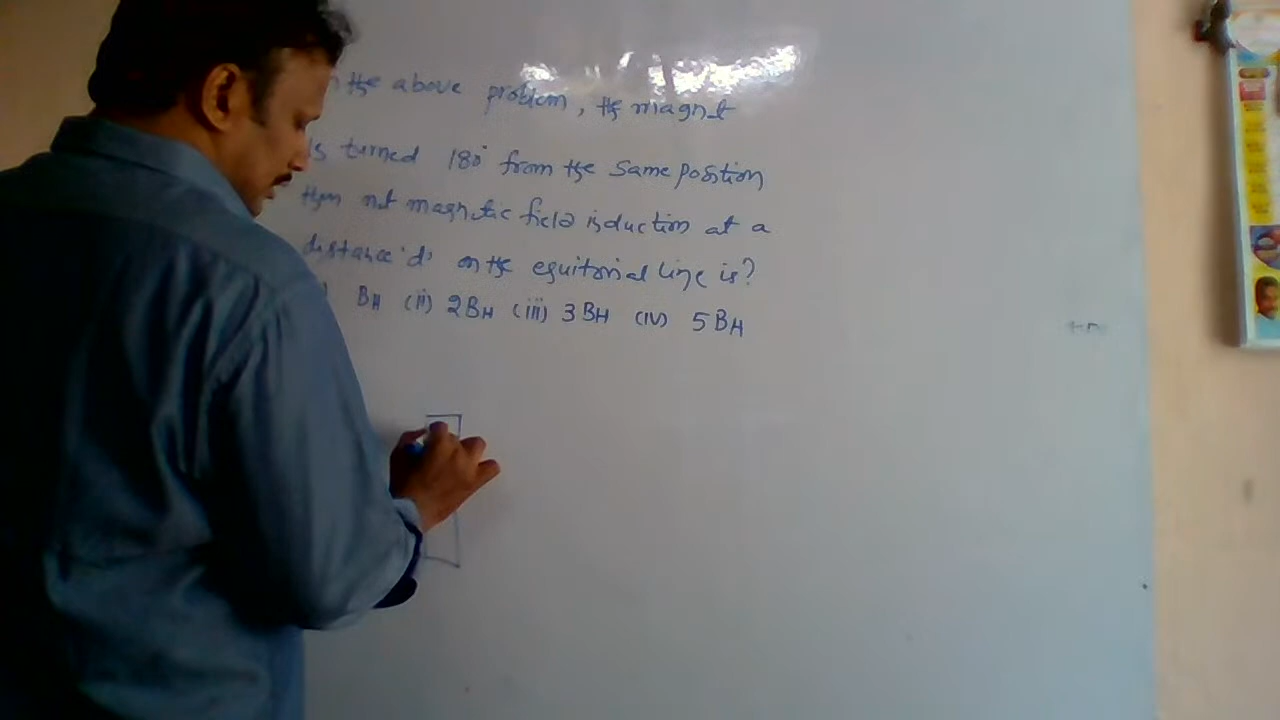 the above problem, the magnet
is turned 180° from the same position
then net magnetic field induction at a
distance 'd' on the equitorial line is?
BH (ii) 2BH (iii) 3BH (iv) 5BH